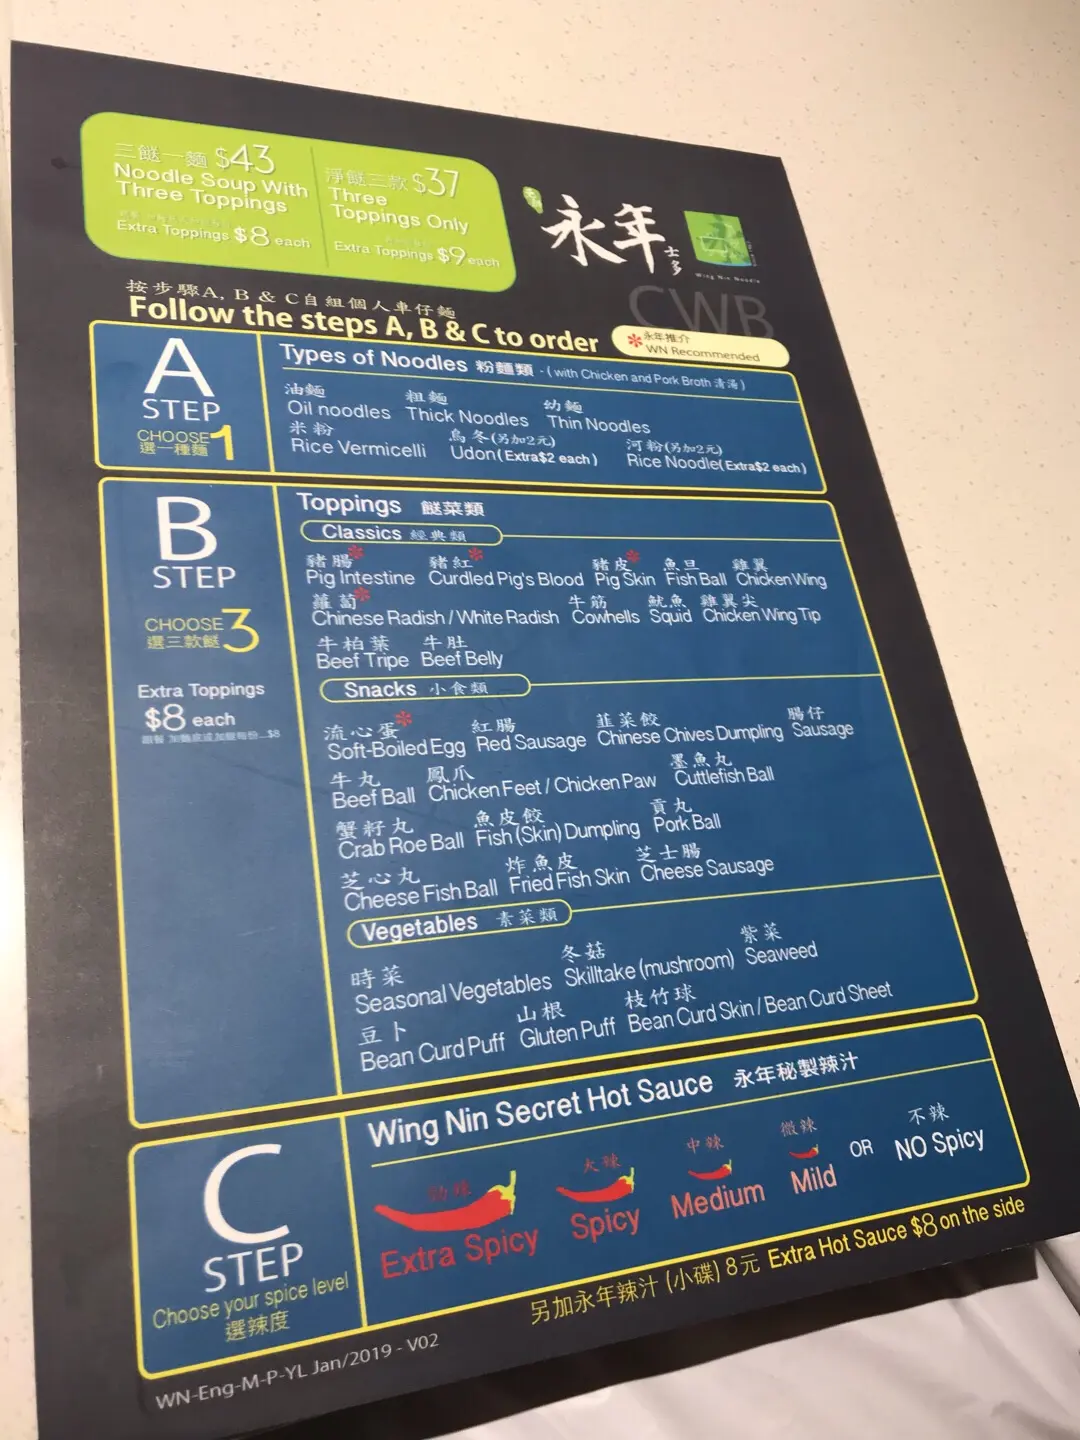 三餸一麵 $43
Noodle Soup With
Three Toppings
Extra Toppings $8 each
淨餸三款 $37
Three
Toppings Only
Extra Toppings $9 each
永年
士多
Wing Nin Noodle
CWB
按步驟A, B & C自組個人車仔麵
Follow the steps A, B & C to order
*永年推介
WN Recommended
A
STEP
CHOOSE 1
選一種麵
Types of Noodles 粉麵類 - ( with Chicken and Pork Broth 清湯 )
油麵 粗麵 幼麵
Oil noodles Thick Noodles Thin Noodles
米粉 烏冬(另加2元) 河粉(另加2元)
Rice Vermicelli Udon( Extra$2 each ) Rice Noodle( Extra$2 each )
B
STEP
CHOOSE 3
選三款餸
Extra Toppings
$8 each
Toppings 餸菜類
Classics 經典類
豬腸* 豬紅* 豬皮* 魚旦 雞翼
Pig Intestine Curdled Pig's Blood Pig Skin Fish Ball Chicken Wing
蘿蔔* 牛筋 魷魚 雞翼尖
Chinese Radish / White Radish Cowhells Squid Chicken Wing Tip
牛柏葉 牛肚
Beef Tripe Beef Belly
Snacks 小食類
流心蛋* 紅腸 韮菜餃 腸仔
Soft-Boiled Egg Red Sausage Chinese Chives Dumpling Sausage
牛丸 鳳爪 墨魚丸
Beef Ball Chicken Feet / Chicken Paw Cuttlefish Ball
蟹籽丸 魚皮餃 貢丸
Crab Roe Ball Fish (Skin) Dumpling Pork Ball
芝心丸 炸魚皮 芝士腸
Cheese Fish Ball Fried Fish Skin Cheese Sausage
Vegetables 素菜類
時菜 冬菇 紫菜
Seasonal Vegetables Skilltake (mushroom) Seaweed
豆卜 山根 枝竹球
Bean Curd Puff Gluten Puff Bean Curd Skin / Bean Curd Sheet
C
STEP
Choose your spice level
選辣度
Wing Nin Secret Hot Sauce 永年秘製辣汁
勁辣 大辣 中辣 微辣 不辣
Extra Spicy Spicy Medium Mild OR NO Spicy
另加永年辣汁 (小碟) 8元 Extra Hot Sauce $8 on the side
WN-Eng-M-P-YL Jan/2019 - V02